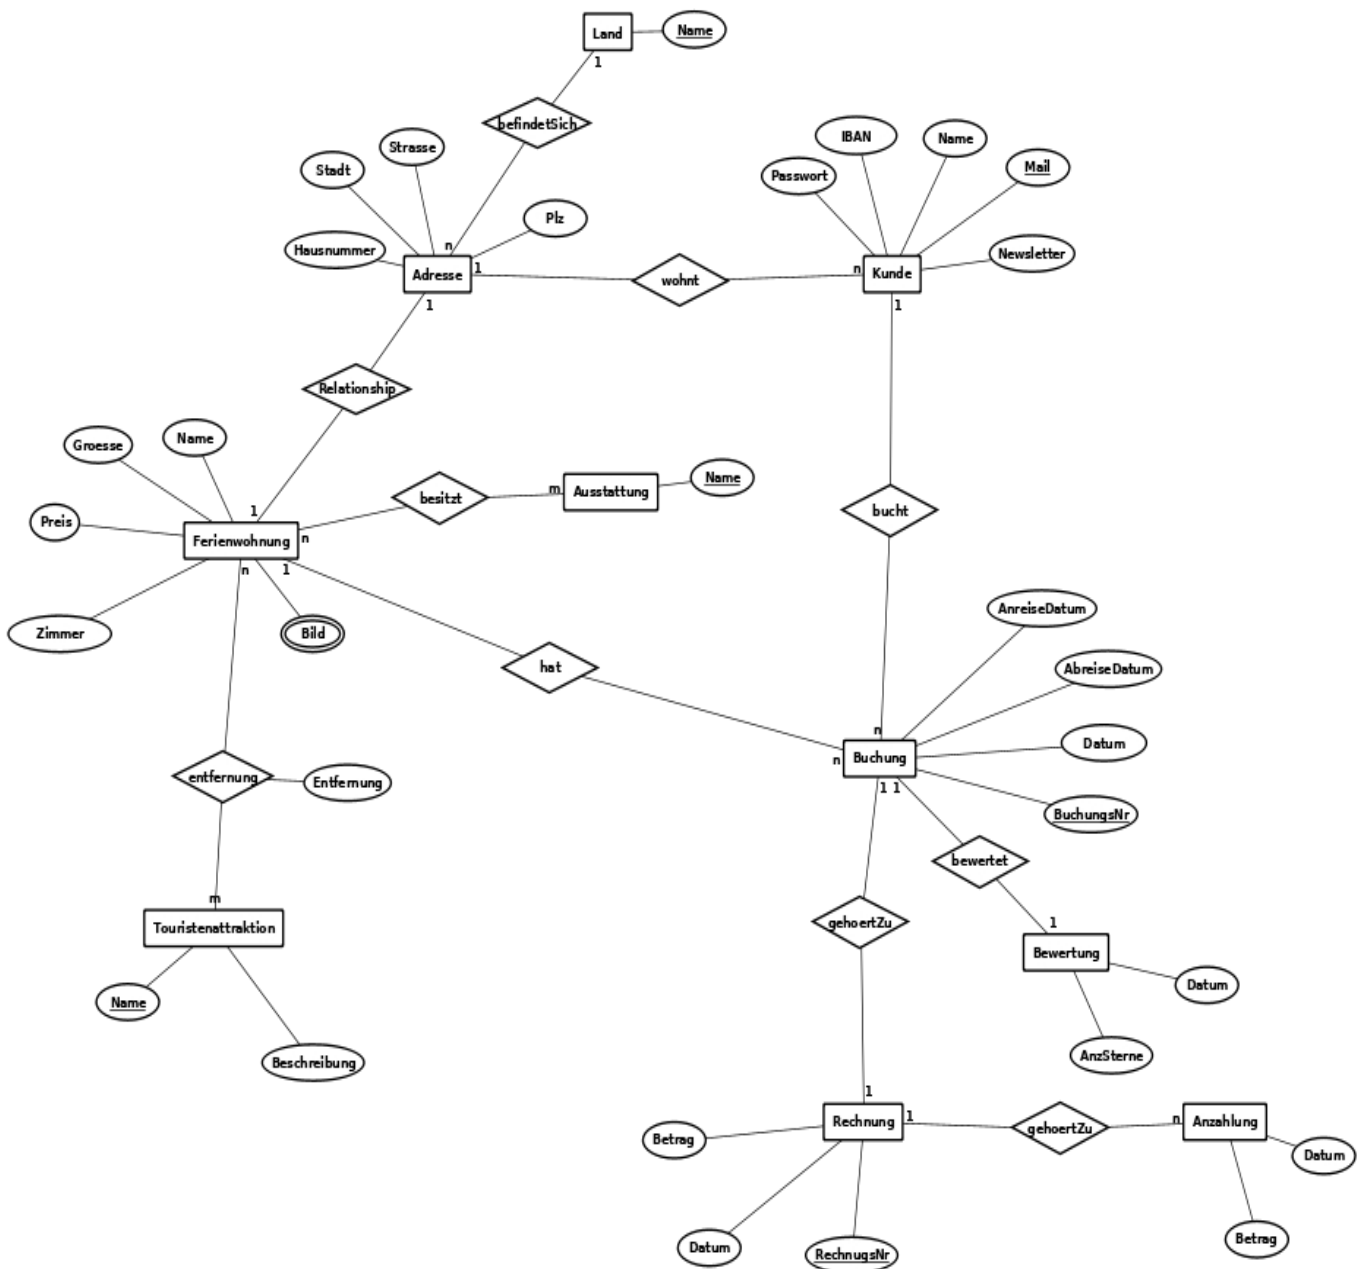 Land
Name
1
befindetSich
Strasse
Stadt
IBAN
Name
Mail
Passwort
Plz
Hausnummer
n
Adresse
1
wohnt
n
Kunde
Newsletter
1
1
Relationship
Groesse
Name
besitzt
m
Ausstattung
Name
bucht
1
Preis
Ferienwohnung
n
n
1
Zimmer
Bild
hat
AnreiseDatum
AbreiseDatum
n
n
Buchung
Datum
1 1
BuchungsNr
entfernung
Entfernung
bewertet
m
Touristenattraktion
gehoertZu
1
Bewertung
Datum
Name
Beschreibung
AnzSterne
1
Rechnung
1
gehoertZu
n
Anzahlung
Betrag
Datum
Datum
RechnugsNr
Betrag